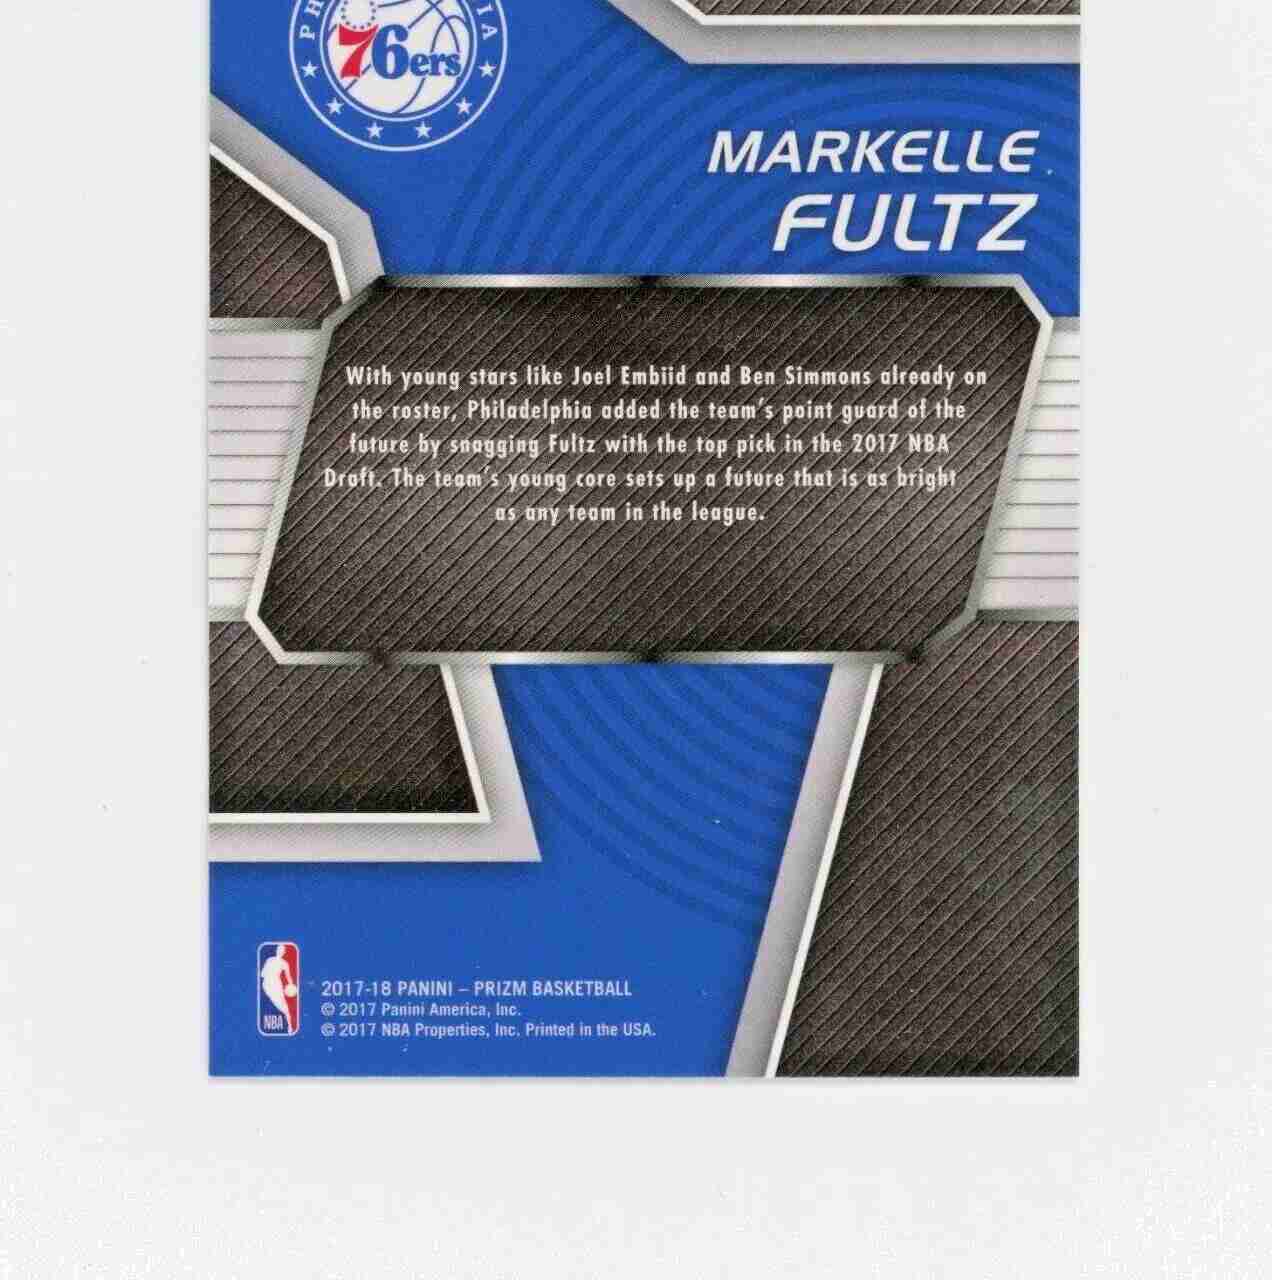 76ers
MARKELLE
FULTZ
With young stars like Joel Embiid and Ben Simmons already on
the roster, Philadelphia added the team's point guard of the
future by snagging Fultz with the top pick in the 2017 NBA
Draft. The team's young core sets up a future that is as bright
as any team in the league.
NBA
2017-18 PANINI – PRIZM BASKETBALL
© 2017 Panini America, Inc.
© 2017 NBA Properties, Inc. Printed in the USA.